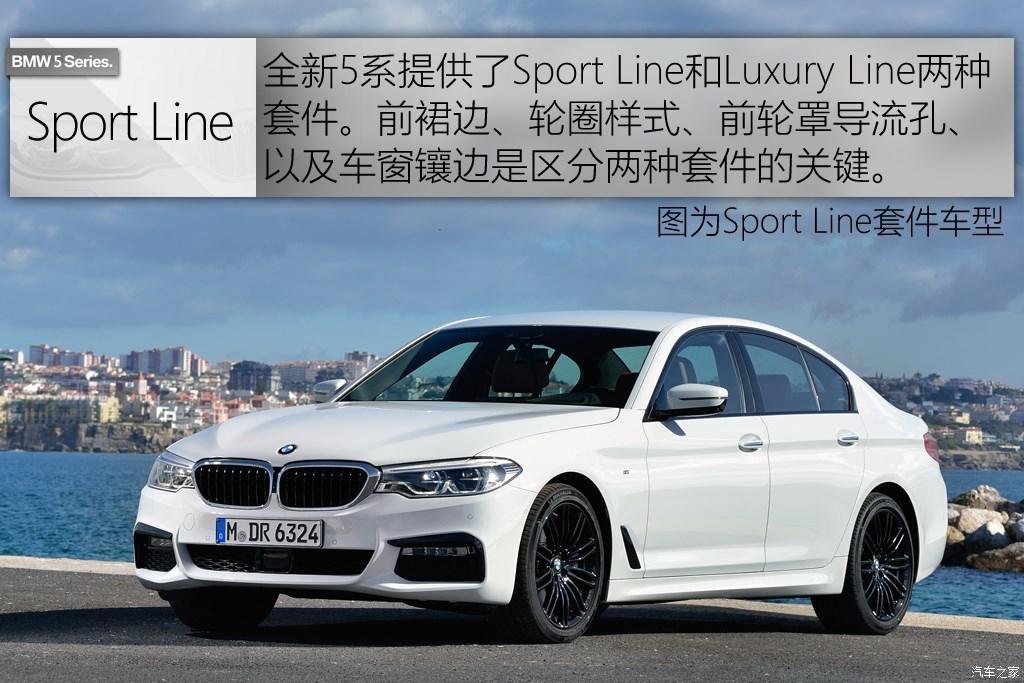 BMW 5 Series.
Sport Line
全新5系提供了Sport Line和Luxury Line两种
套件。前裙边、轮圈样式、前轮罩导流孔、
以及车窗镶边是区分两种套件的关键。
图为Sport Line套件车型
M DR 6324
汽车之家